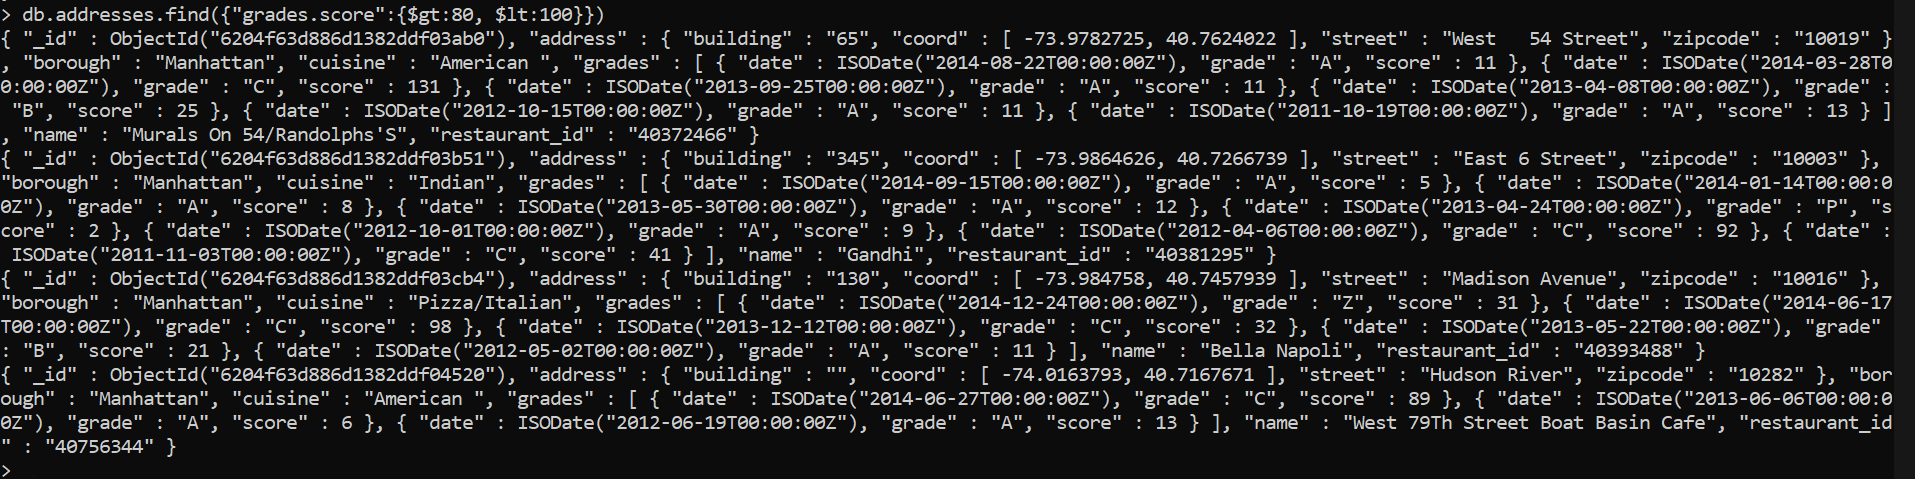 > db.addresses.find({"grades.score":{$gt:80, $lt:100}})
{ "_id" : ObjectId("6204f63d886d1382ddf03ab0"), "address" : { "building" : "65", "coord" : [ -73.9782725, 40.7624022 ], "street" : "West   54 Street", "zipcode" : "10019" }
, "borough" : "Manhattan", "cuisine" : "American ", "grades" : [ { "date" : ISODate("2014-08-22T00:00:00Z"), "grade" : "A", "score" : 11 }, { "date" : ISODate("2014-03-28T0
0:00:00Z"), "grade" : "C", "score" : 131 }, { "date" : ISODate("2013-09-25T00:00:00Z"), "grade" : "A", "score" : 11 }, { "date" : ISODate("2013-04-08T00:00:00Z"), "grade" :
 "B", "score" : 25 }, { "date" : ISODate("2012-10-15T00:00:00Z"), "grade" : "A", "score" : 11 }, { "date" : ISODate("2011-10-19T00:00:00Z"), "grade" : "A", "score" : 13 } ]
, "name" : "Murals On 54/Randolphs'S", "restaurant_id" : "40372466" }
{ "_id" : ObjectId("6204f63d886d1382ddf03b51"), "address" : { "building" : "345", "coord" : [ -73.9864626, 40.7266739 ], "street" : "East 6 Street", "zipcode" : "10003" },
"borough" : "Manhattan", "cuisine" : "Indian", "grades" : [ { "date" : ISODate("2014-09-15T00:00:00Z"), "grade" : "A", "score" : 5 }, { "date" : ISODate("2014-01-14T00:00:0
0Z"), "grade" : "A", "score" : 8 }, { "date" : ISODate("2013-05-30T00:00:00Z"), "grade" : "A", "score" : 12 }, { "date" : ISODate("2013-04-24T00:00:00Z"), "grade" : "P", "s
core" : 2 }, { "date" : ISODate("2012-10-01T00:00:00Z"), "grade" : "A", "score" : 9 }, { "date" : ISODate("2012-04-06T00:00:00Z"), "grade" : "C", "score" : 92 }, { "date" :
 ISODate("2011-11-03T00:00:00Z"), "grade" : "C", "score" : 41 } ], "name" : "Gandhi", "restaurant_id" : "40381295" }
{ "_id" : ObjectId("6204f63d886d1382ddf03cb4"), "address" : { "building" : "130", "coord" : [ -73.984758, 40.7457939 ], "street" : "Madison Avenue", "zipcode" : "10016" },
"borough" : "Manhattan", "cuisine" : "Pizza/Italian", "grades" : [ { "date" : ISODate("2014-12-24T00:00:00Z"), "grade" : "Z", "score" : 31 }, { "date" : ISODate("2014-06-17
T00:00:00Z"), "grade" : "C", "score" : 98 }, { "date" : ISODate("2013-12-12T00:00:00Z"), "grade" : "C", "score" : 32 }, { "date" : ISODate("2013-05-22T00:00:00Z"), "grade"
: "B", "score" : 21 }, { "date" : ISODate("2012-05-02T00:00:00Z"), "grade" : "A", "score" : 11 } ], "name" : "Bella Napoli", "restaurant_id" : "40393488" }
{ "_id" : ObjectId("6204f63d886d1382ddf04520"), "address" : { "building" : "", "coord" : [ -74.0163793, 40.7167671 ], "street" : "Hudson River", "zipcode" : "10282" }, "bor
ough" : "Manhattan", "cuisine" : "American ", "grades" : [ { "date" : ISODate("2014-06-27T00:00:00Z"), "grade" : "C", "score" : 89 }, { "date" : ISODate("2013-06-06T00:00:0
0Z"), "grade" : "A", "score" : 6 }, { "date" : ISODate("2012-06-19T00:00:00Z"), "grade" : "A", "score" : 13 } ], "name" : "West 79Th Street Boat Basin Cafe", "restaurant_id
" : "40756344" }
>